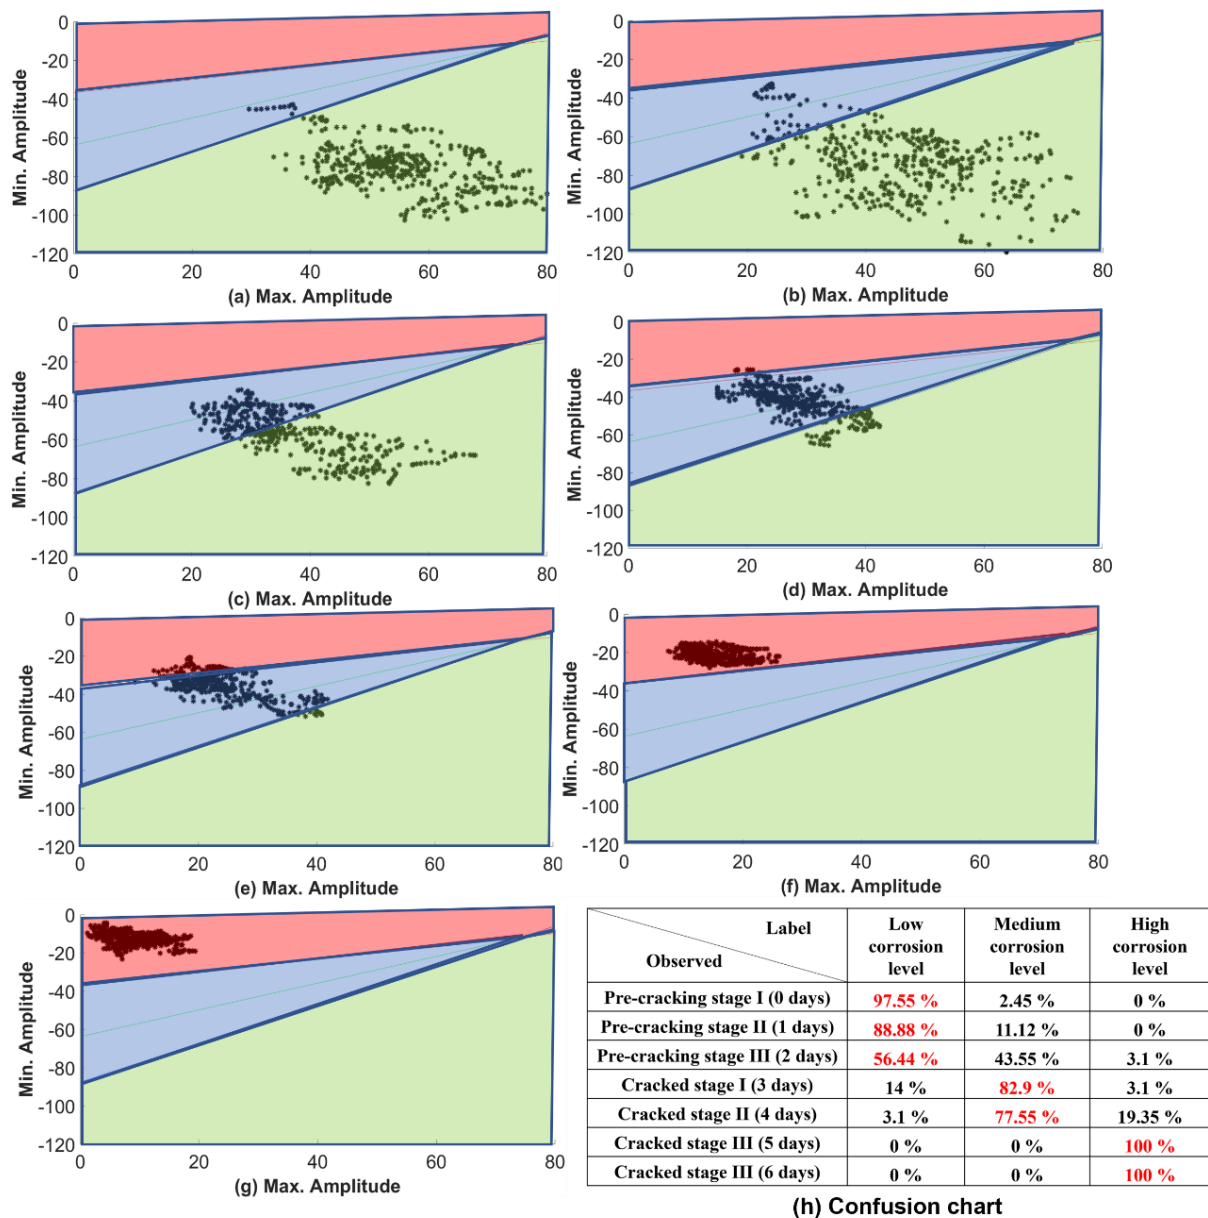 0
-20
-40
-60
-80
-100
-120
Min. Amplitude
0 20 40 60 80
(a) Max. Amplitude
0
-20
-40
-60
-80
-100
-120
Min. Amplitude
0 20 40 60 80
(b) Max. Amplitude
0
-20
-40
-60
-80
-100
-120
Min. Amplitude
0 20 40 60 80
(c) Max. Amplitude
0
-20
-40
-60
-80
-100
-120
Min. Amplitude
0 20 40 60 80
(d) Max. Amplitude
0
-20
-40
-60
-80
-100
-120
Min. Amplitude
0 20 40 60 80
(e) Max. Amplitude
0
-20
-40
-60
-80
-100
-120
Min. Amplitude
0 20 40 60 80
(f) Max. Amplitude
0
-20
-40
-60
-80
-100
-120
Min. Amplitude
0 20 40 60 80
(g) Max. Amplitude
Label
Observed
Low
corrosion
level
Medium
corrosion
level
High
corrosion
level
Pre-cracking stage I (0 days) 97.55 % 2.45 % 0 %
Pre-cracking stage II (1 days) 88.88 % 11.12 % 0 %
Pre-cracking stage III (2 days) 56.44 % 43.55 % 3.1 %
Cracked stage I (3 days) 14 % 82.9 % 3.1 %
Cracked stage II (4 days) 3.1 % 77.55 % 19.35 %
Cracked stage III (5 days) 0 % 0 % 100 %
Cracked stage III (6 days) 0 % 0 % 100 %
(h) Confusion chart